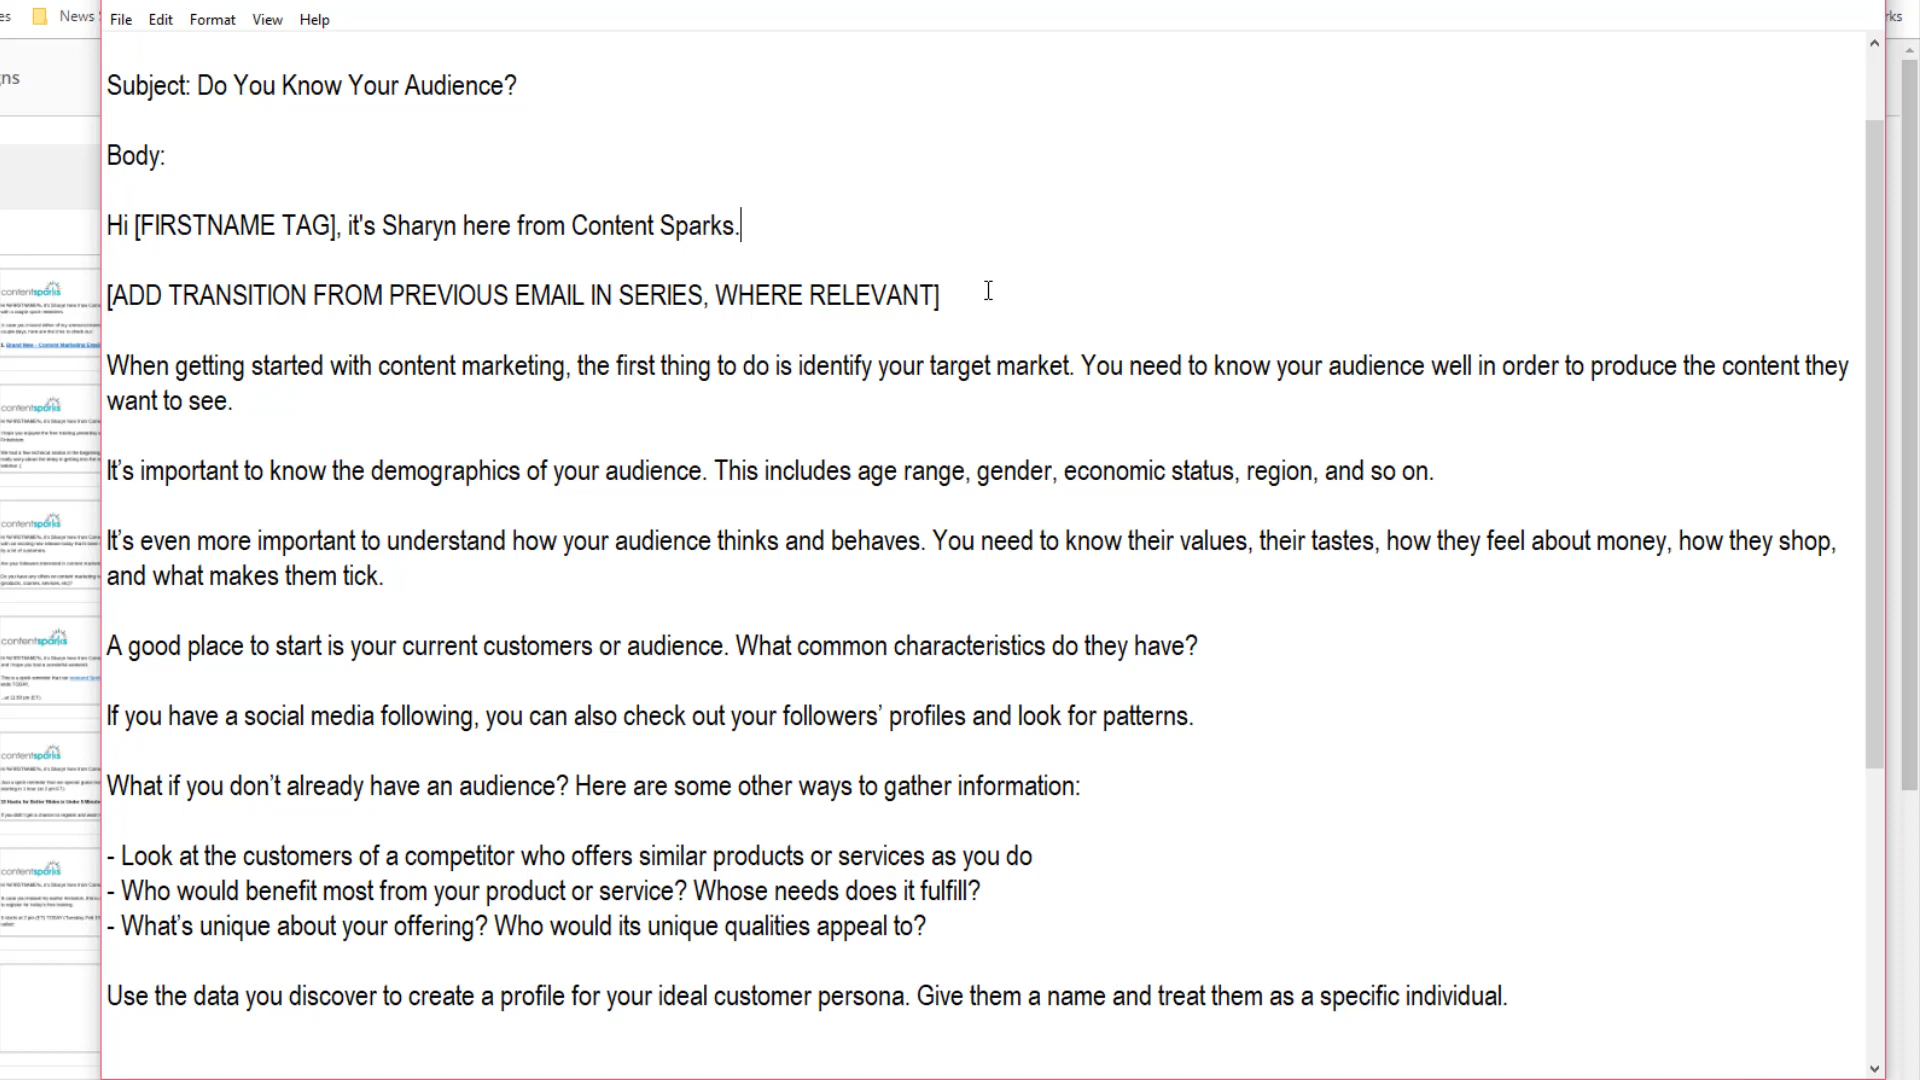 es News File Edit Format View Help rks
ns
Subject: Do You Know Your Audience?
Body:
Hi [FIRSTNAME TAG], it's Sharyn here from Content Sparks.
[ADD TRANSITION FROM PREVIOUS EMAIL IN SERIES, WHERE RELEVANT]
When getting started with content marketing, the first thing to do is identify your target market. You need to know your audience well in order to produce the content they
want to see.
It’s important to know the demographics of your audience. This includes age range, gender, economic status, region, and so on.
It’s even more important to understand how your audience thinks and behaves. You need to know their values, their tastes, how they feel about money, how they shop,
and what makes them tick.
A good place to start is your current customers or audience. What common characteristics do they have?
If you have a social media following, you can also check out your followers’ profiles and look for patterns.
What if you don’t already have an audience? Here are some other ways to gather information:
- Look at the customers of a competitor who offers similar products or services as you do
- Who would benefit most from your product or service? Whose needs does it fulfill?
- What’s unique about your offering? Who would its unique qualities appeal to?
Use the data you discover to create a profile for your ideal customer persona. Give them a name and treat them as a specific individual.
contentsparks
contentsparks
contentsparks
contentsparks
contentsparks
contentsparks